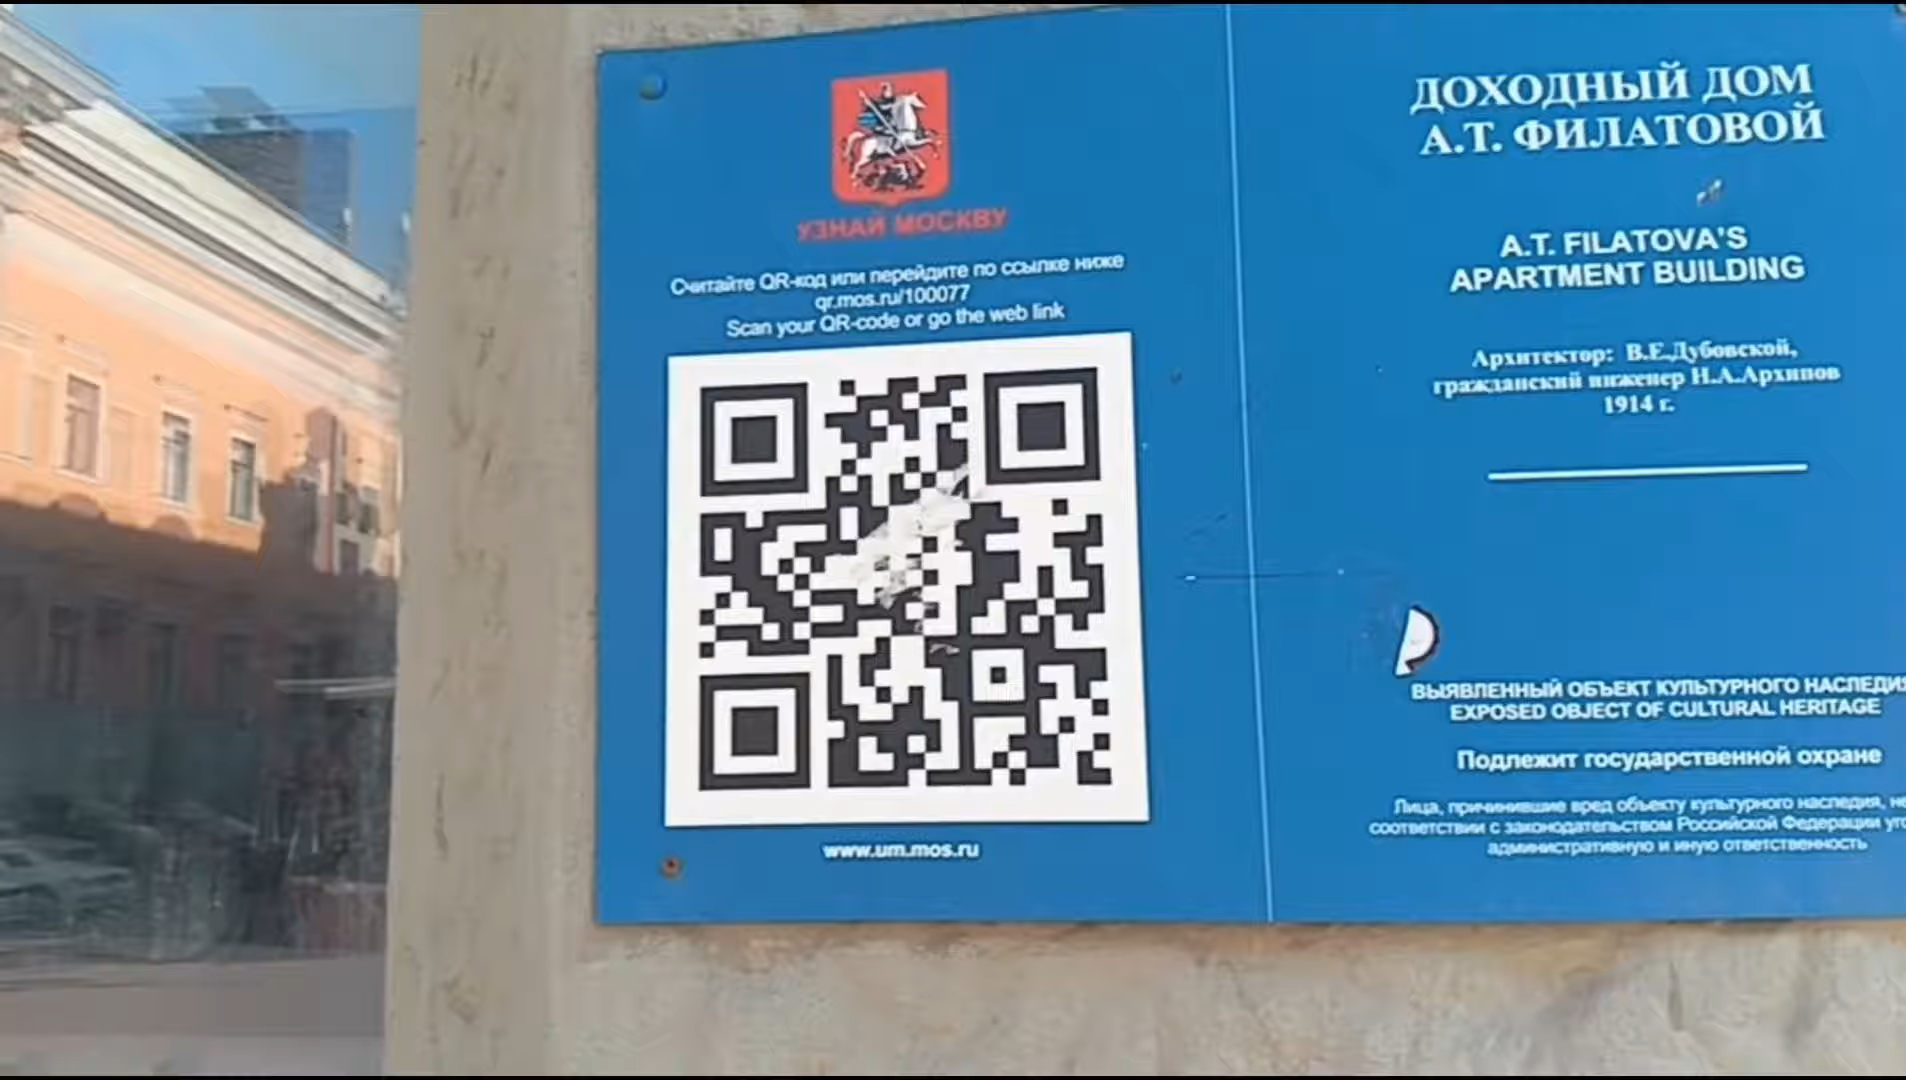 УЗНАЙ МОСКВУ
Считайте QR-код или перейдите по ссылке ниже
qr.mos.ru/100077
Scan your QR-code or go the web link
www.um.mos.ru
ДОХОДНЫЙ ДОМ
А.Т. ФИЛАТОВОЙ
A.T. FILATOVA'S
APARTMENT BUILDING
Архитектор: В.Е.Дубовской,
гражданский инженер Н.А.Архипов
1914 г.
ВЫЯВЛЕННЫЙ ОБЪЕКТ КУЛЬТУРНОГО НАСЛЕДИЯ
EXPOSED OBJECT OF CULTURAL HERITAGE
Подлежит государственной охране
Лица, причинившие вред объекту культурного наследия,
соответствии с законодательством Российской Федерации
административную и иную ответственность